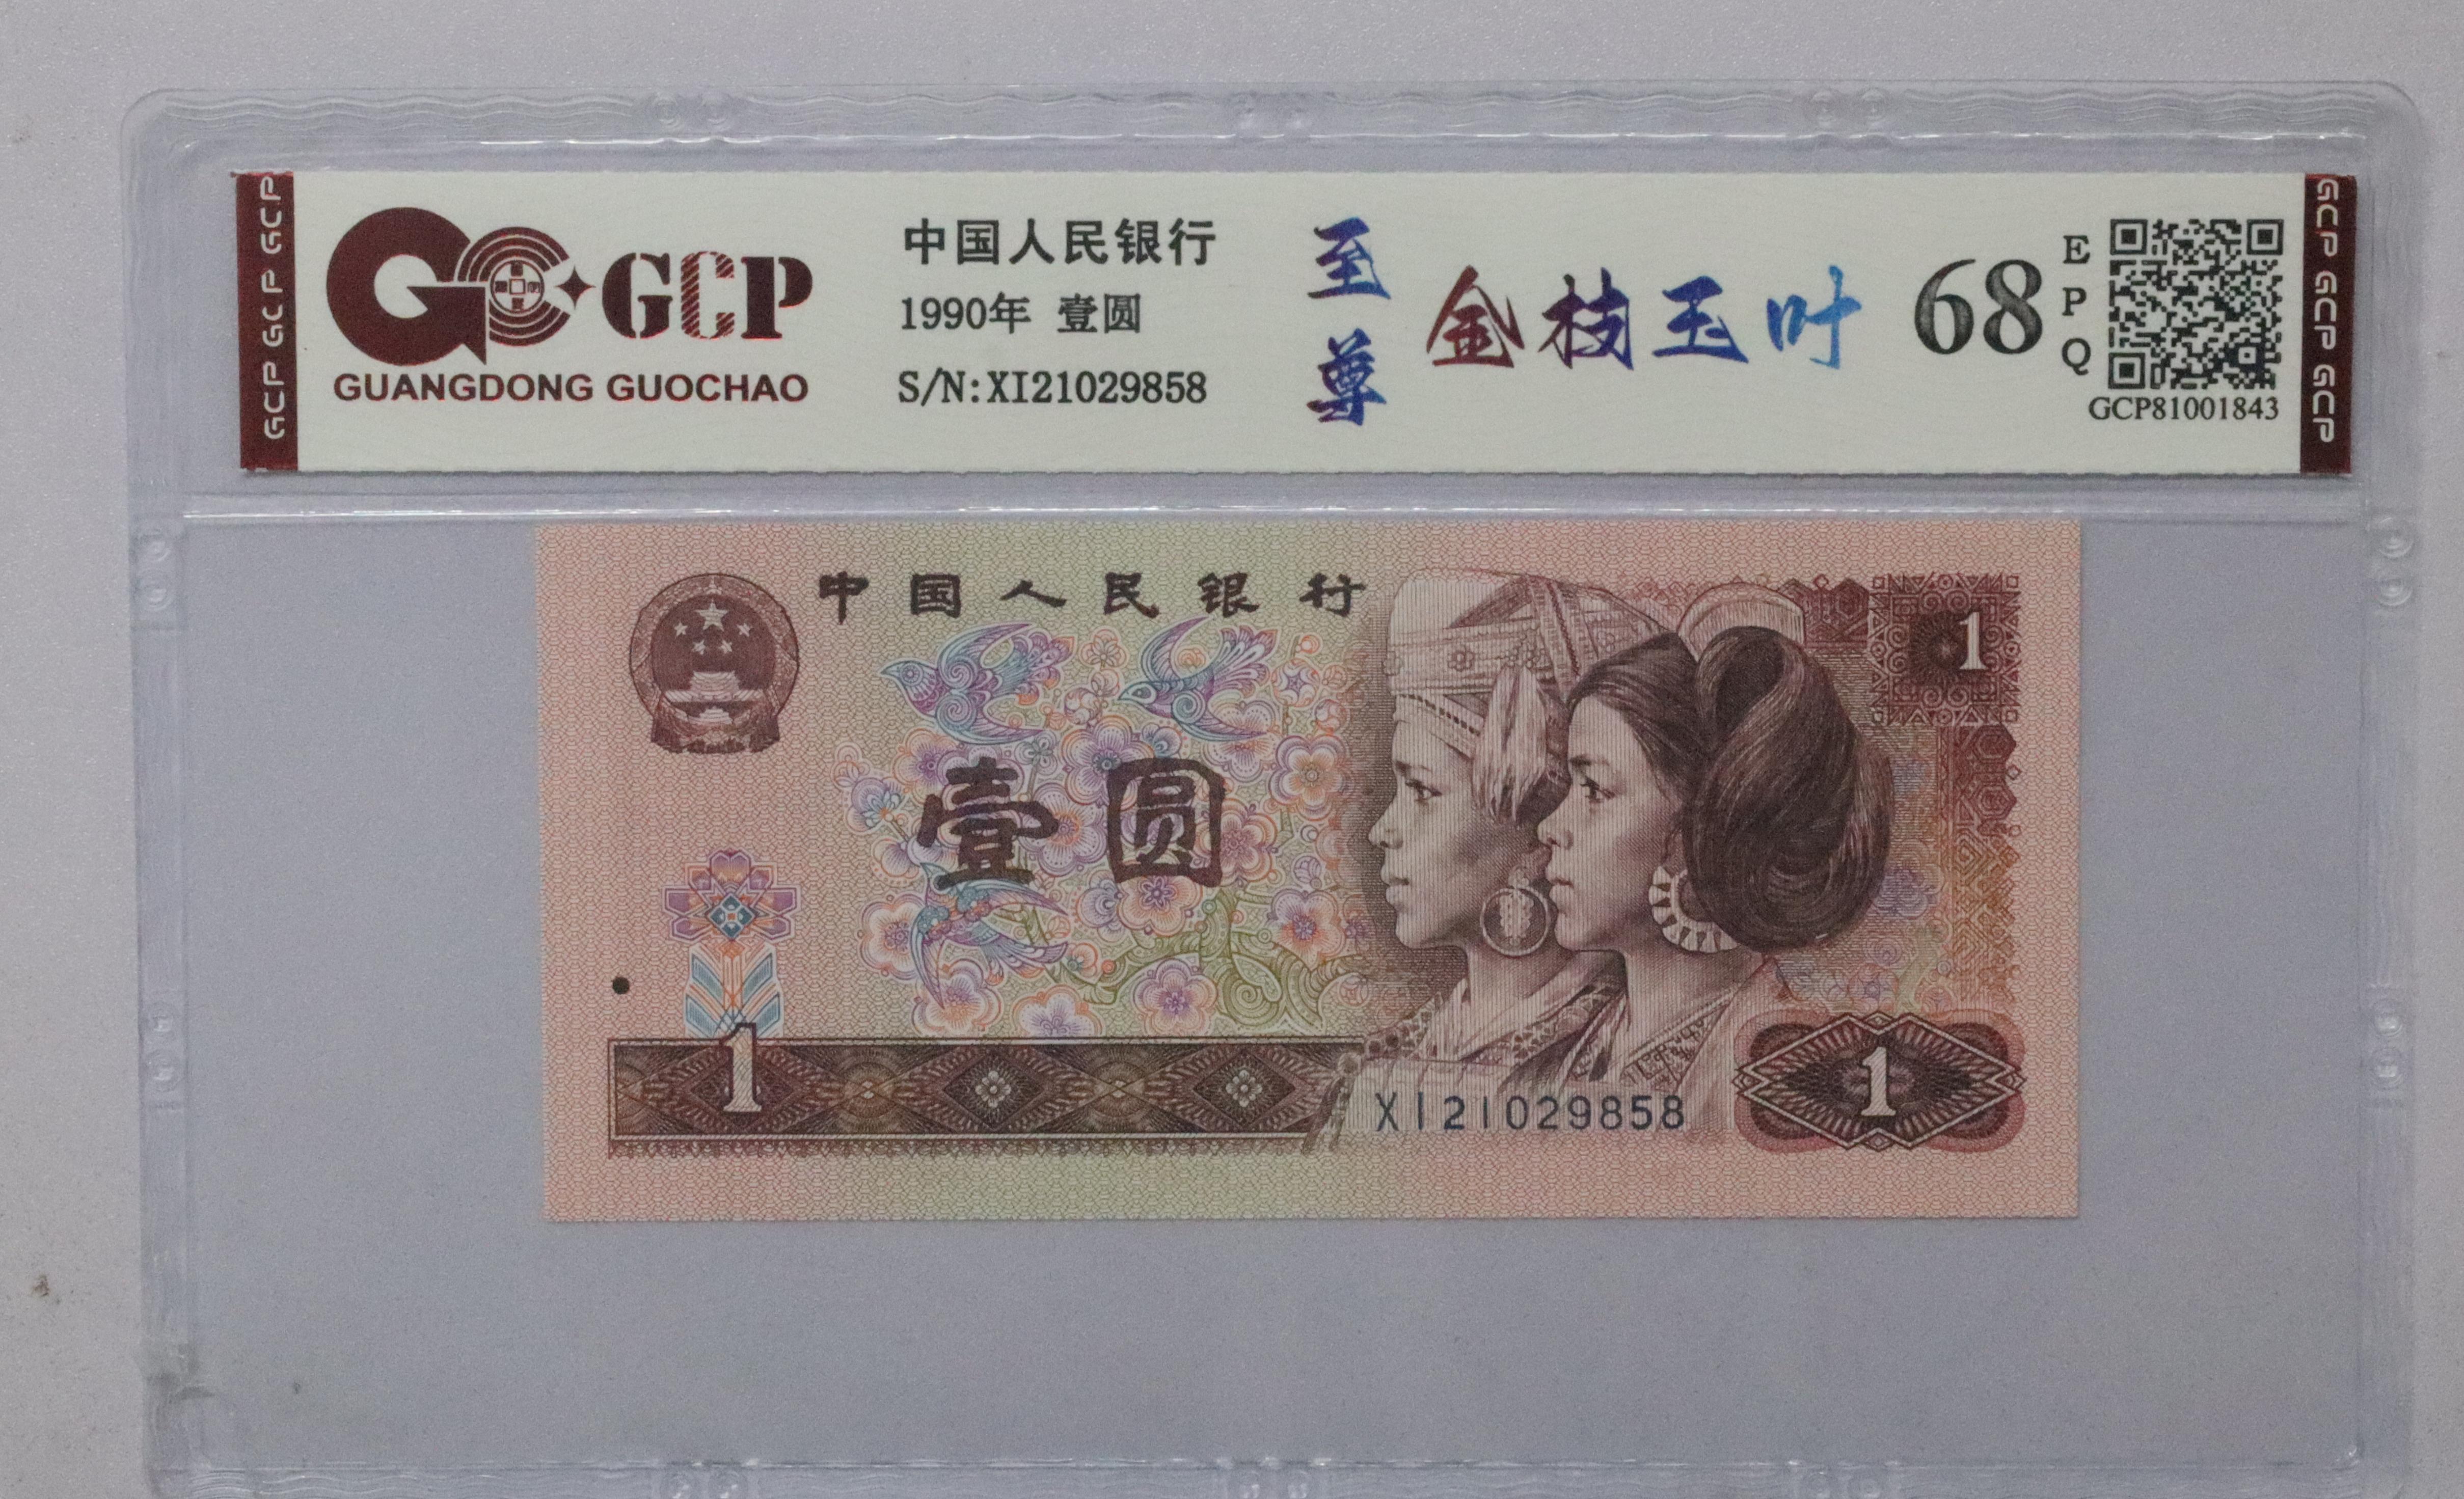 GCP GCP GCP
GCP
GUANGDONG GUOCHAO
中国人民银行
1990年 壹圆
S/N:XI21029858
至尊
金枝玉叶
68
EPQ
GCP81001843
GCP GCP GCP
中国人民银行
1
壹圆
1
XI21029858
1